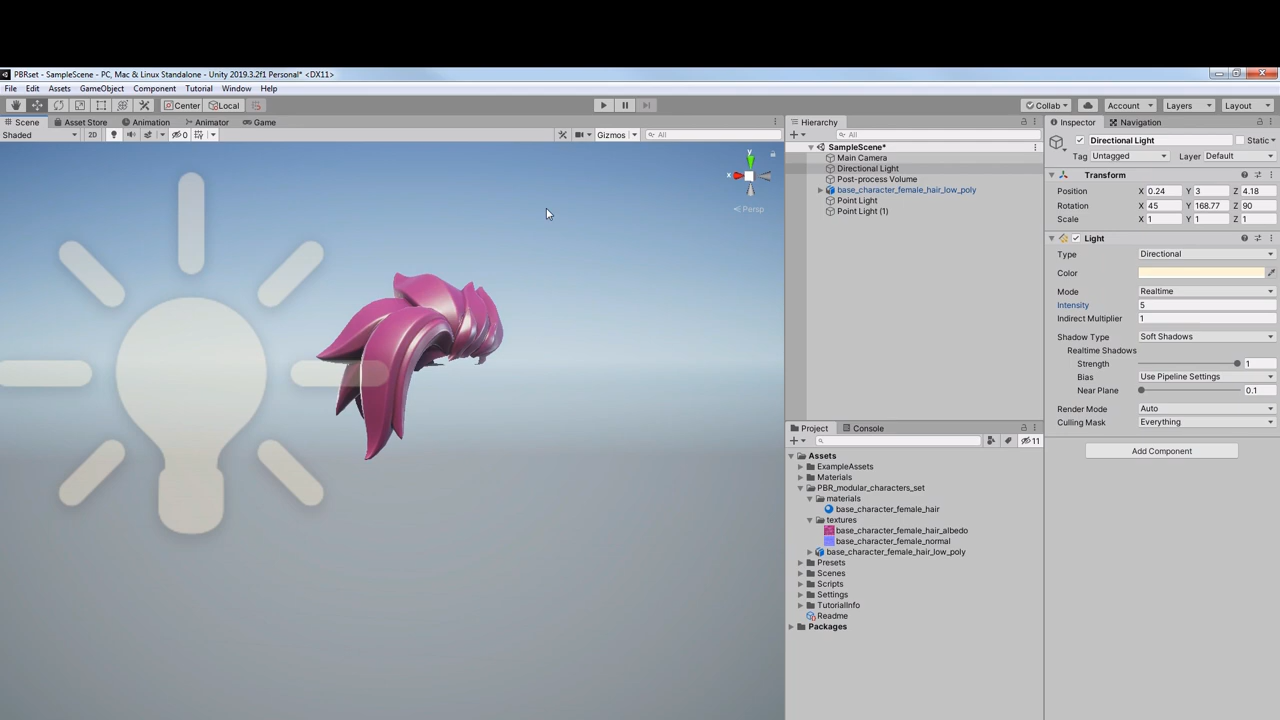 PBRset - SampleScene - PC, Mac & Linux Standalone - Unity 2019.3.2f1 Personal* <DX11>
File Edit Assets GameObject Component Tutorial Window Help
Center Local Collab Account Layers Layout
Scene Asset Store Animation Animator Game
Shaded 2D 0 Gizmos All
y
x
Persp
Hierarchy
All
SampleScene*
Main Camera
Directional Light
Post-process Volume
base_character_female_hair_low_poly
Point Light
Point Light (1)
Project Console
11
Assets
ExampleAssets
Materials
PBR_modular_characters_set
materials
base_character_female_hair
textures
base_character_female_hair_albedo
base_character_female_normal
base_character_female_hair_low_poly
Presets
Scenes
Scripts
Settings
TutorialInfo
Readme
Packages
Inspector Navigation
Directional Light Static
Tag Untagged Layer Default
Transform
Position X 0.24 Y 3 Z 4.18
Rotation X 45 Y 168.77 Z 90
Scale X 1 Y 1 Z 1
Light
Type Directional
Color
Mode Realtime
Intensity 5
Indirect Multiplier 1
Shadow Type Soft Shadows
Realtime Shadows
Strength 1
Bias Use Pipeline Settings
Near Plane 0.1
Render Mode Auto
Culling Mask Everything
Add Component